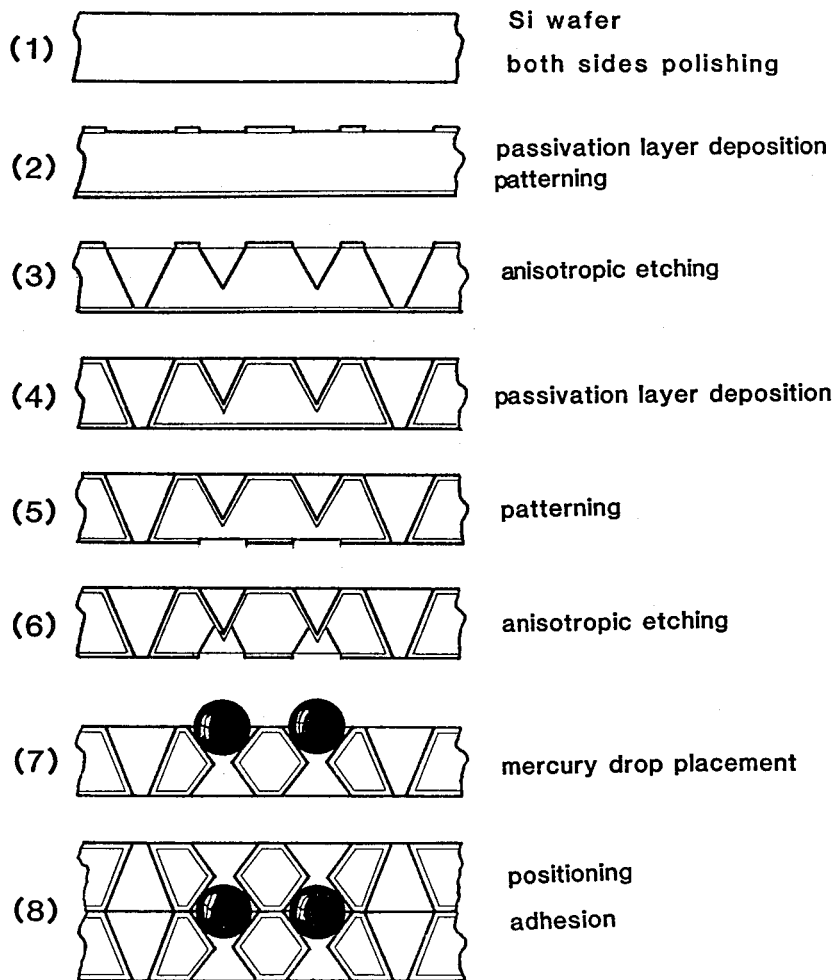 (1)
Si wafer
both sides polishing
(2)
passivation layer deposition
patterning
(3)
anisotropic etching
(4)
passivation layer deposition
(5)
patterning
(6)
anisotropic etching
(7)
mercury drop placement
(8)
positioning
adhesion